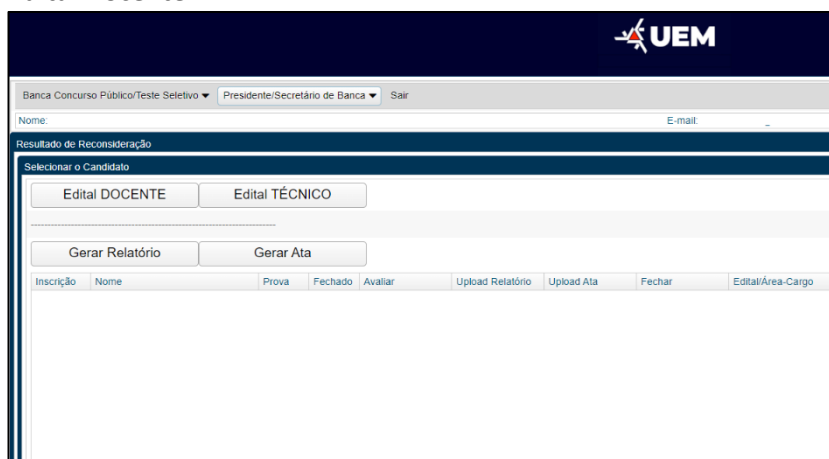 UEM
Banca Concurso Público/Teste Seletivo Presidente/Secretário de Banca Sair
Nome: E-mail:
Resultado de Reconsideração
Selecionar o Candidato
Edital DOCENTE Edital TÉCNICO
--------------------------------------------------------------------------
Gerar Relatório Gerar Ata
Inscrição Nome Prova Fechado Avaliar Upload Relatório Upload Ata Fechar Edital/Área-Cargo